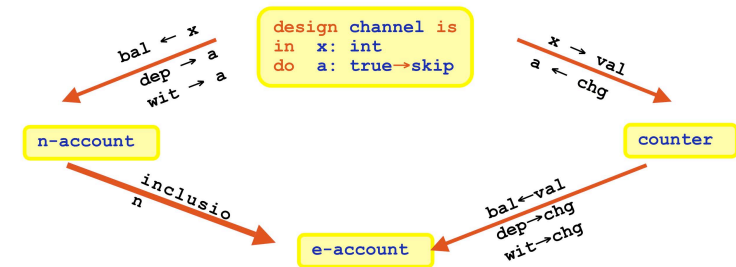 design channel is
in x: int
do a: true→skip
bal ← x
dep → a
wit → a
x → val
a ← chg
n-account
counter
inclusio
n
bal←val
dep→chg
wit→chg
e-account